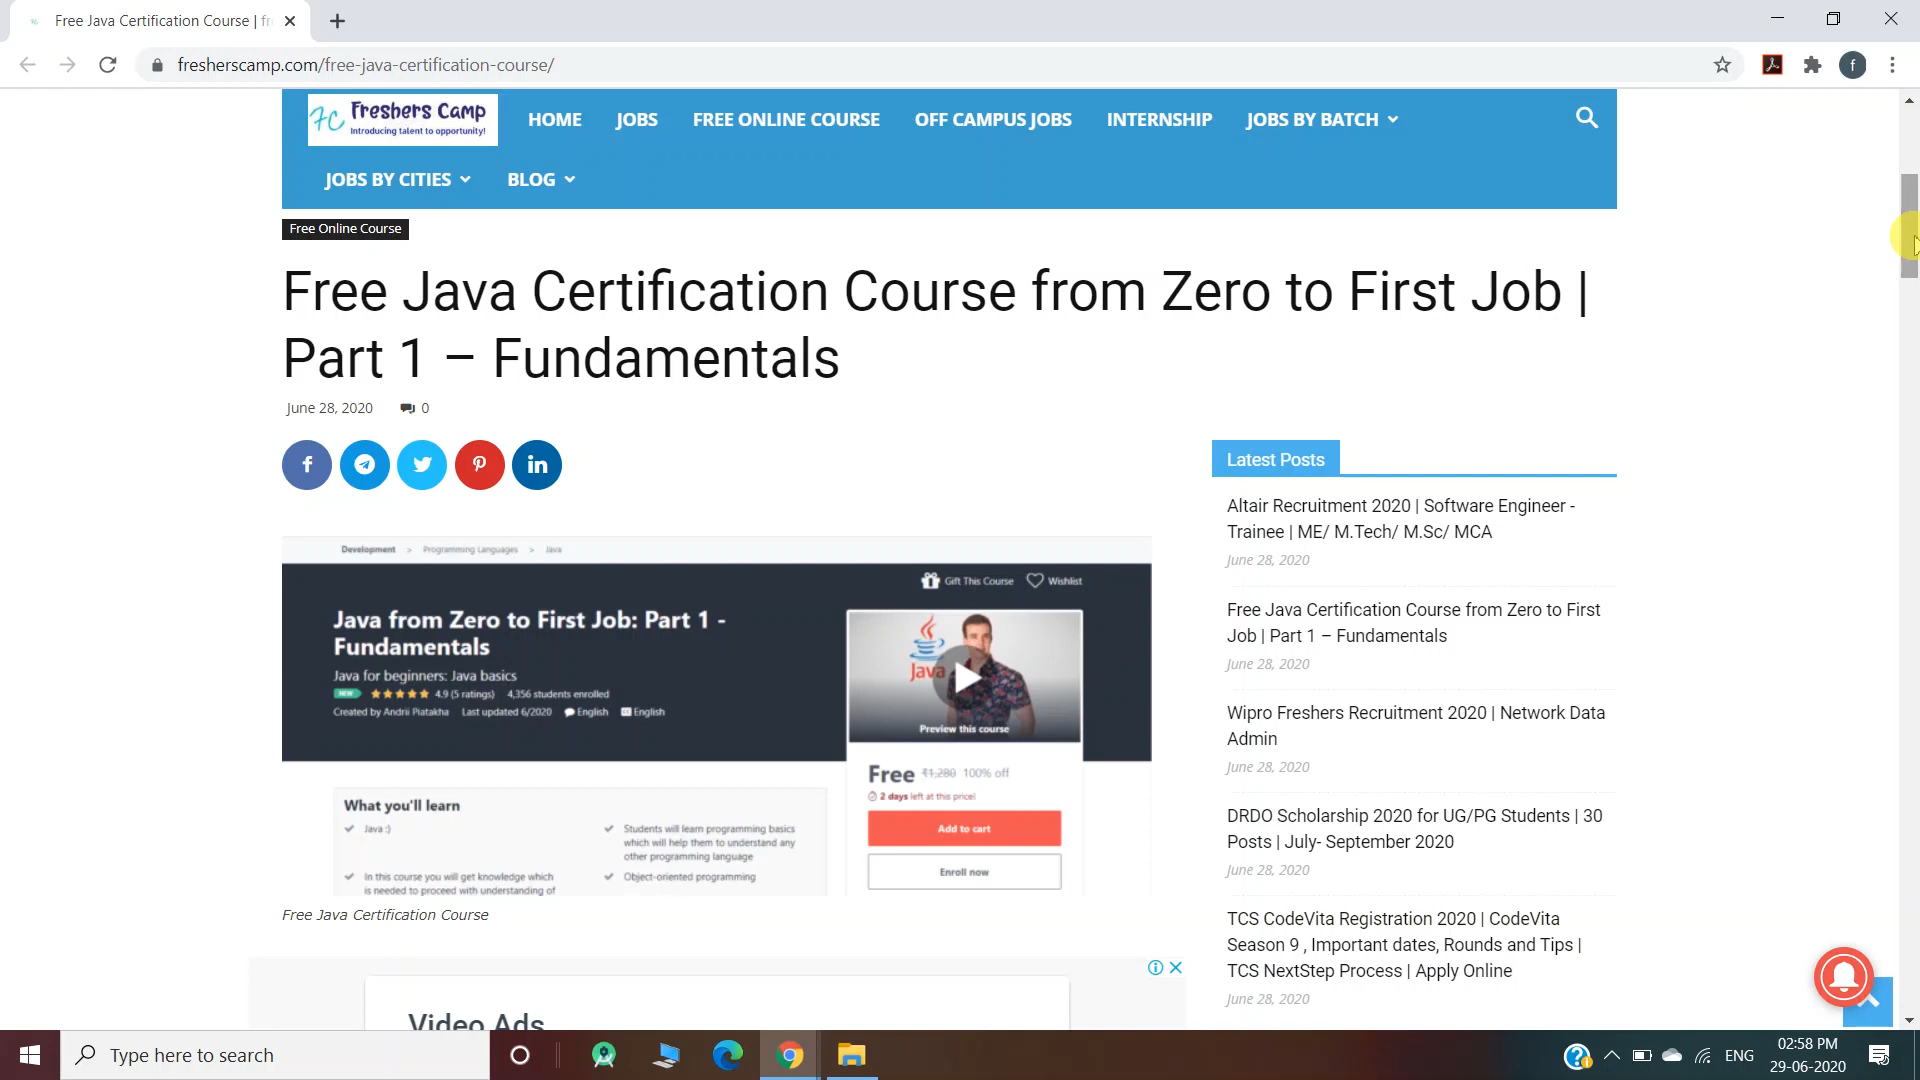 Free Java Certification Course | fr
fresherscamp.com/free-java-certification-course/
f
FC Freshers Camp
Introducing talent to opportunity!
HOME
JOBS
FREE ONLINE COURSE
OFF CAMPUS JOBS
INTERNSHIP
JOBS BY BATCH
JOBS BY CITIES
BLOG
Free Online Course
Free Java Certification Course from Zero to First Job |
Part 1 – Fundamentals
June 28, 2020 0
Development > Programming Languages > Java
Gift This Course Wishlist
Java from Zero to First Job: Part 1 -
Fundamentals
Java for beginners: Java basics
NEW 4.9 (5 ratings) 4,356 students enrolled
Created by Andrii Piatakha Last updated 6/2020 English English
Java
Preview this course
Free ₹1,280 100% off
2 days left at this price!
Add to cart
Enroll now
What you'll learn
Java :)
In this course you will get knowledge which
is needed to proceed with understanding of
Students will learn programming basics
which will help them to understand any
other programming language
Object-oriented programming
Free Java Certification Course
Video Ads
Latest Posts
Altair Recruitment 2020 | Software Engineer -
Trainee | ME/ M.Tech/ M.Sc/ MCA
June 28, 2020
Free Java Certification Course from Zero to First
Job | Part 1 – Fundamentals
June 28, 2020
Wipro Freshers Recruitment 2020 | Network Data
Admin
June 28, 2020
DRDO Scholarship 2020 for UG/PG Students | 30
Posts | July- September 2020
June 28, 2020
TCS CodeVita Registration 2020 | CodeVita
Season 9 , Important dates, Rounds and Tips |
TCS NextStep Process | Apply Online
June 28, 2020
Type here to search
ENG
02:58 PM
29-06-2020